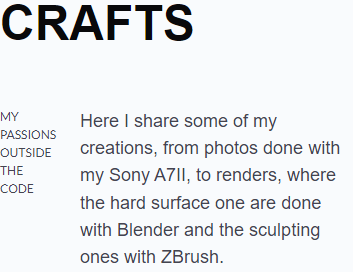 CRAFTS
MY
PASSIONS
OUTSIDE
THE
CODE
Here I share some of my
creations, from photos done with
my Sony A7II, to renders, where
the hard surface one are done
with Blender and the sculpting
ones with ZBrush.